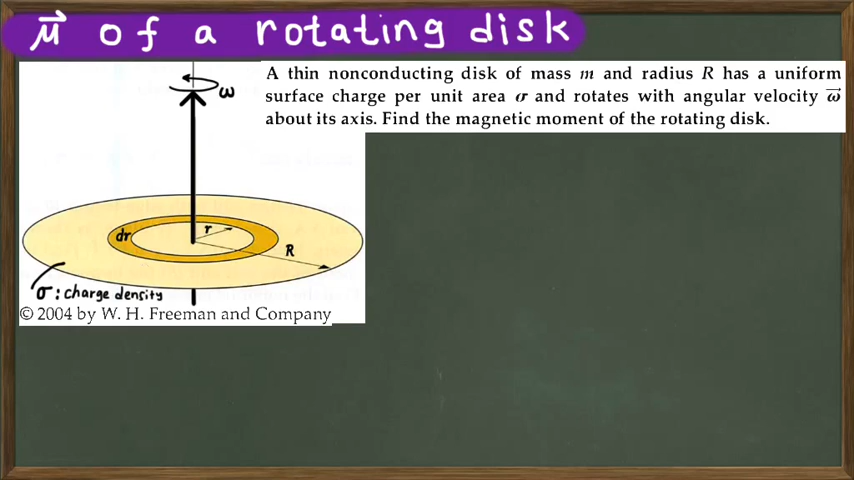 μ⃗ of a rotating disk
A thin nonconducting disk of mass m and radius R has a uniform
surface charge per unit area σ and rotates with angular velocity ω⃗
about its axis. Find the magnetic moment of the rotating disk.
ω
dr
r
R
σ: charge density
© 2004 by W. H. Freeman and Company